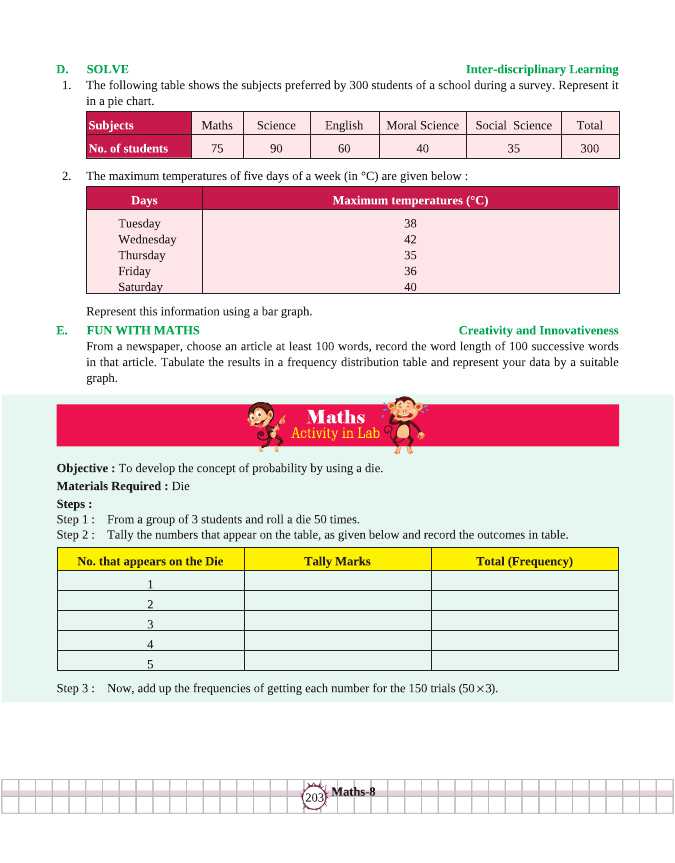 D. SOLVE Inter-disciplinary Learning
1. The following table shows the subjects preferred by 300 students of a school during a survey. Represent it
in a pie chart.
Subjects Maths Science English Moral Science Social Science Total
No. of students 75 90 60 40 35 300
2. The maximum temperatures of five days of a week (in °C) are given below :
Days Maximum temperatures (°C)
Tuesday 38
Wednesday 42
Thursday 35
Friday 36
Saturday 40
Represent this information using a bar graph.
E. FUN WITH MATHS Creativity and Innovativeness
From a newspaper, choose an article at least 100 words, record the word length of 100 successive words
in that article. Tabulate the results in a frequency distribution table and represent your data by a suitable
graph.
Maths
Activity in Lab
Objective : To develop the concept of probability by using a die.
Materials Required : Die
Steps :
Step 1 : From a group of 3 students and roll a die 50 times.
Step 2 : Tally the numbers that appear on the table, as given below and record the outcomes in table.
No. that appears on the Die Tally Marks Total (Frequency)
1
2
3
4
5
Step 3 : Now, add up the frequencies of getting each number for the 150 trials (50×3).
203 Maths-8